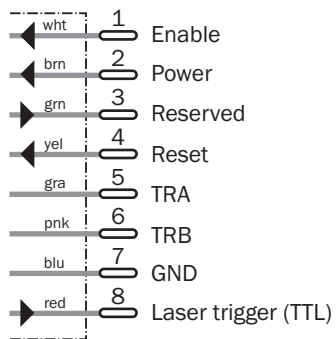 wht 1 Enable
brn 2 Power
grn 3 Reserved
yel 4 Reset
gra 5 TRA
pnk 6 TRB
blu 7 GND
red 8 Laser trigger (TTL)